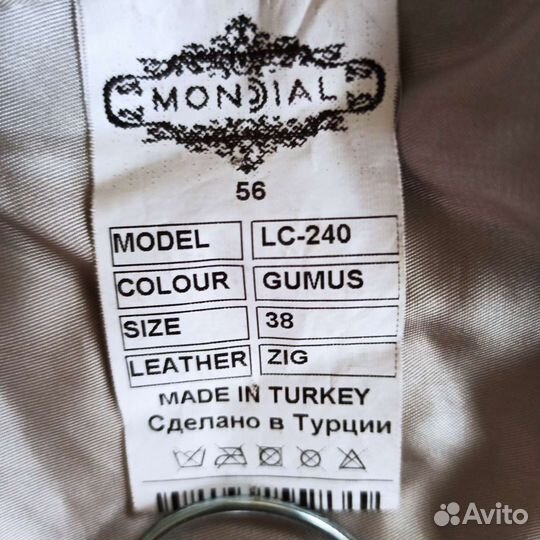 MONDIAL
56
MODEL LC-240
COLOUR GUMUS
SIZE 38
LEATHER ZIG
MADE IN TURKEY
Сделано в Турции
Avito